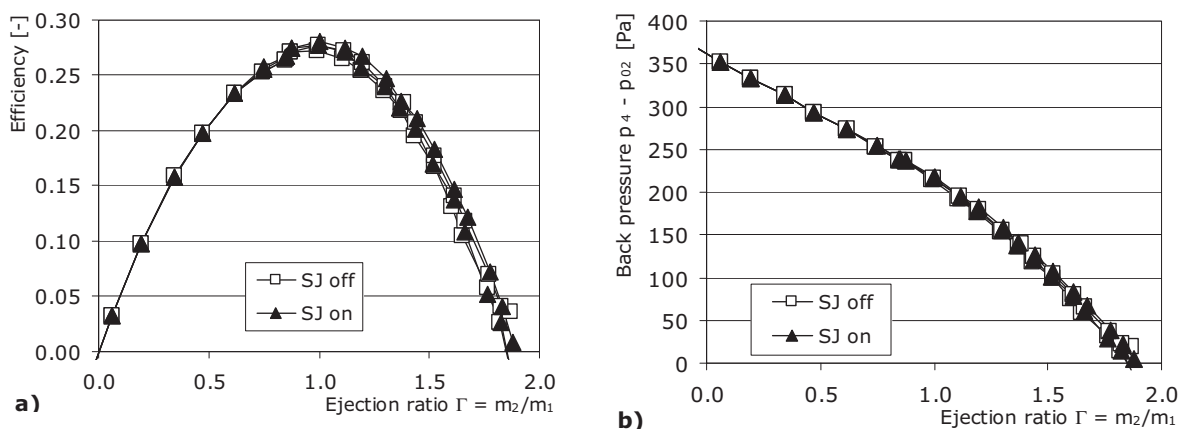 Efficiency [-]
0.30
0.25
0.20
0.15
0.10
0.05
0.00
0.0 0.5 1.0 1.5 2.0
SJ off
SJ on
a)
Ejection ratio Γ = m2/m1
Back pressure p4 - p02 [Pa]
400
350
300
250
200
150
100
50
0
0.0 0.5 1.0 1.5 2.0
SJ off
SJ on
b)
Ejection ratio Γ = m2/m1